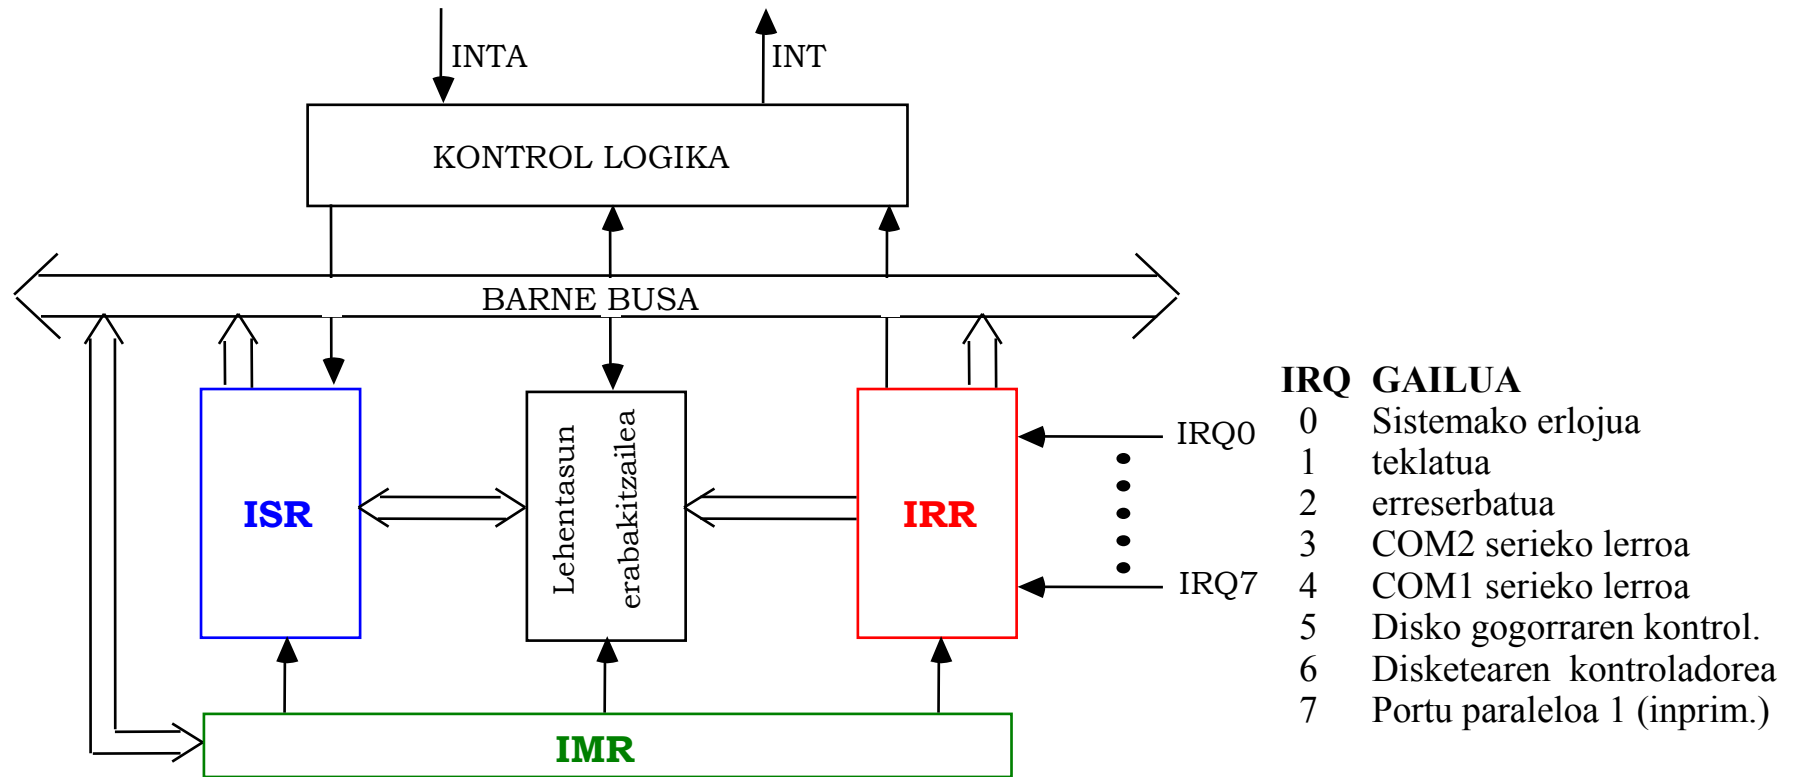 INTA
INT
KONTROL LOGIKA
BARNE BUSA
ISR
Lehentasun
erabakitzailea
IRR
IRQ0
IRQ7
IMR
IRQ GAILUA
0 Sistemako erlojua
1 teklatua
2 erreserbatua
3 COM2 serieko lerroa
4 COM1 serieko lerroa
5 Disko gogorraren kontrol.
6 Disketearen kontroladorea
7 Portu paraleloa 1 (inprim.)